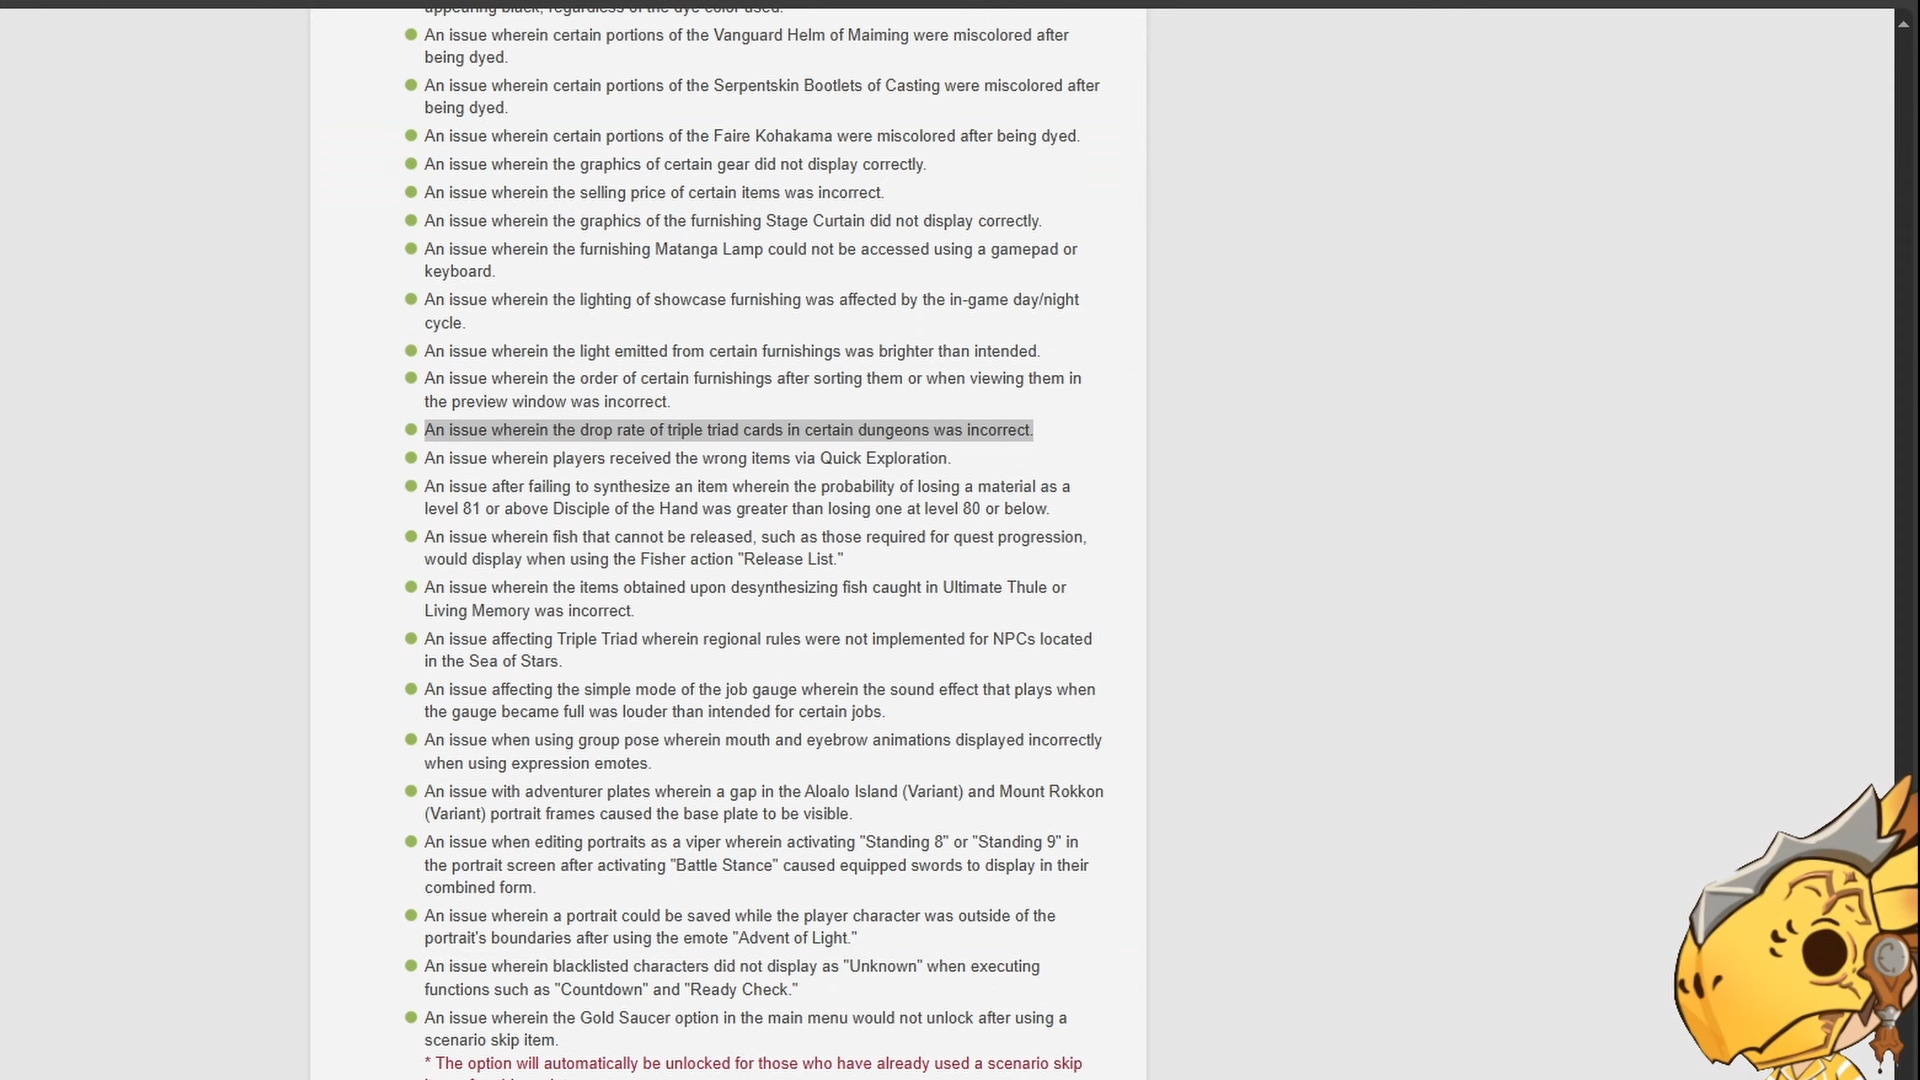 appearing black, regardless of the dye color used.
An issue wherein certain portions of the Vanguard Helm of Maiming were miscolored after
being dyed.
An issue wherein certain portions of the Serpentskin Bootlets of Casting were miscolored after
being dyed.
An issue wherein certain portions of the Faire Kohakama were miscolored after being dyed.
An issue wherein the graphics of certain gear did not display correctly.
An issue wherein the selling price of certain items was incorrect.
An issue wherein the graphics of the furnishing Stage Curtain did not display correctly.
An issue wherein the furnishing Matanga Lamp could not be accessed using a gamepad or
keyboard.
An issue wherein the lighting of showcase furnishing was affected by the in-game day/night
cycle.
An issue wherein the light emitted from certain furnishings was brighter than intended.
An issue wherein the order of certain furnishings after sorting them or when viewing them in
the preview window was incorrect.
An issue wherein the drop rate of triple triad cards in certain dungeons was incorrect.
An issue wherein players received the wrong items via Quick Exploration.
An issue after failing to synthesize an item wherein the probability of losing a material as a
level 81 or above Disciple of the Hand was greater than losing one at level 80 or below.
An issue wherein fish that cannot be released, such as those required for quest progression,
would display when using the Fisher action "Release List."
An issue wherein the items obtained upon desynthesizing fish caught in Ultimate Thule or
Living Memory was incorrect.
An issue affecting Triple Triad wherein regional rules were not implemented for NPCs located
in the Sea of Stars.
An issue affecting the simple mode of the job gauge wherein the sound effect that plays when
the gauge became full was louder than intended for certain jobs.
An issue when using group pose wherein mouth and eyebrow animations displayed incorrectly
when using expression emotes.
An issue with adventurer plates wherein a gap in the Aloalo Island (Variant) and Mount Rokkon
(Variant) portrait frames caused the base plate to be visible.
An issue when editing portraits as a viper wherein activating "Standing 8" or "Standing 9" in
the portrait screen after activating "Battle Stance" caused equipped swords to display in their
combined form.
An issue wherein a portrait could be saved while the player character was outside of the
portrait's boundaries after using the emote "Advent of Light."
An issue wherein blacklisted characters did not display as "Unknown" when executing
functions such as "Countdown" and "Ready Check."
An issue wherein the Gold Saucer option in the main menu would not unlock after using a
scenario skip item.
* The option will automatically be unlocked for those who have already used a scenario skip